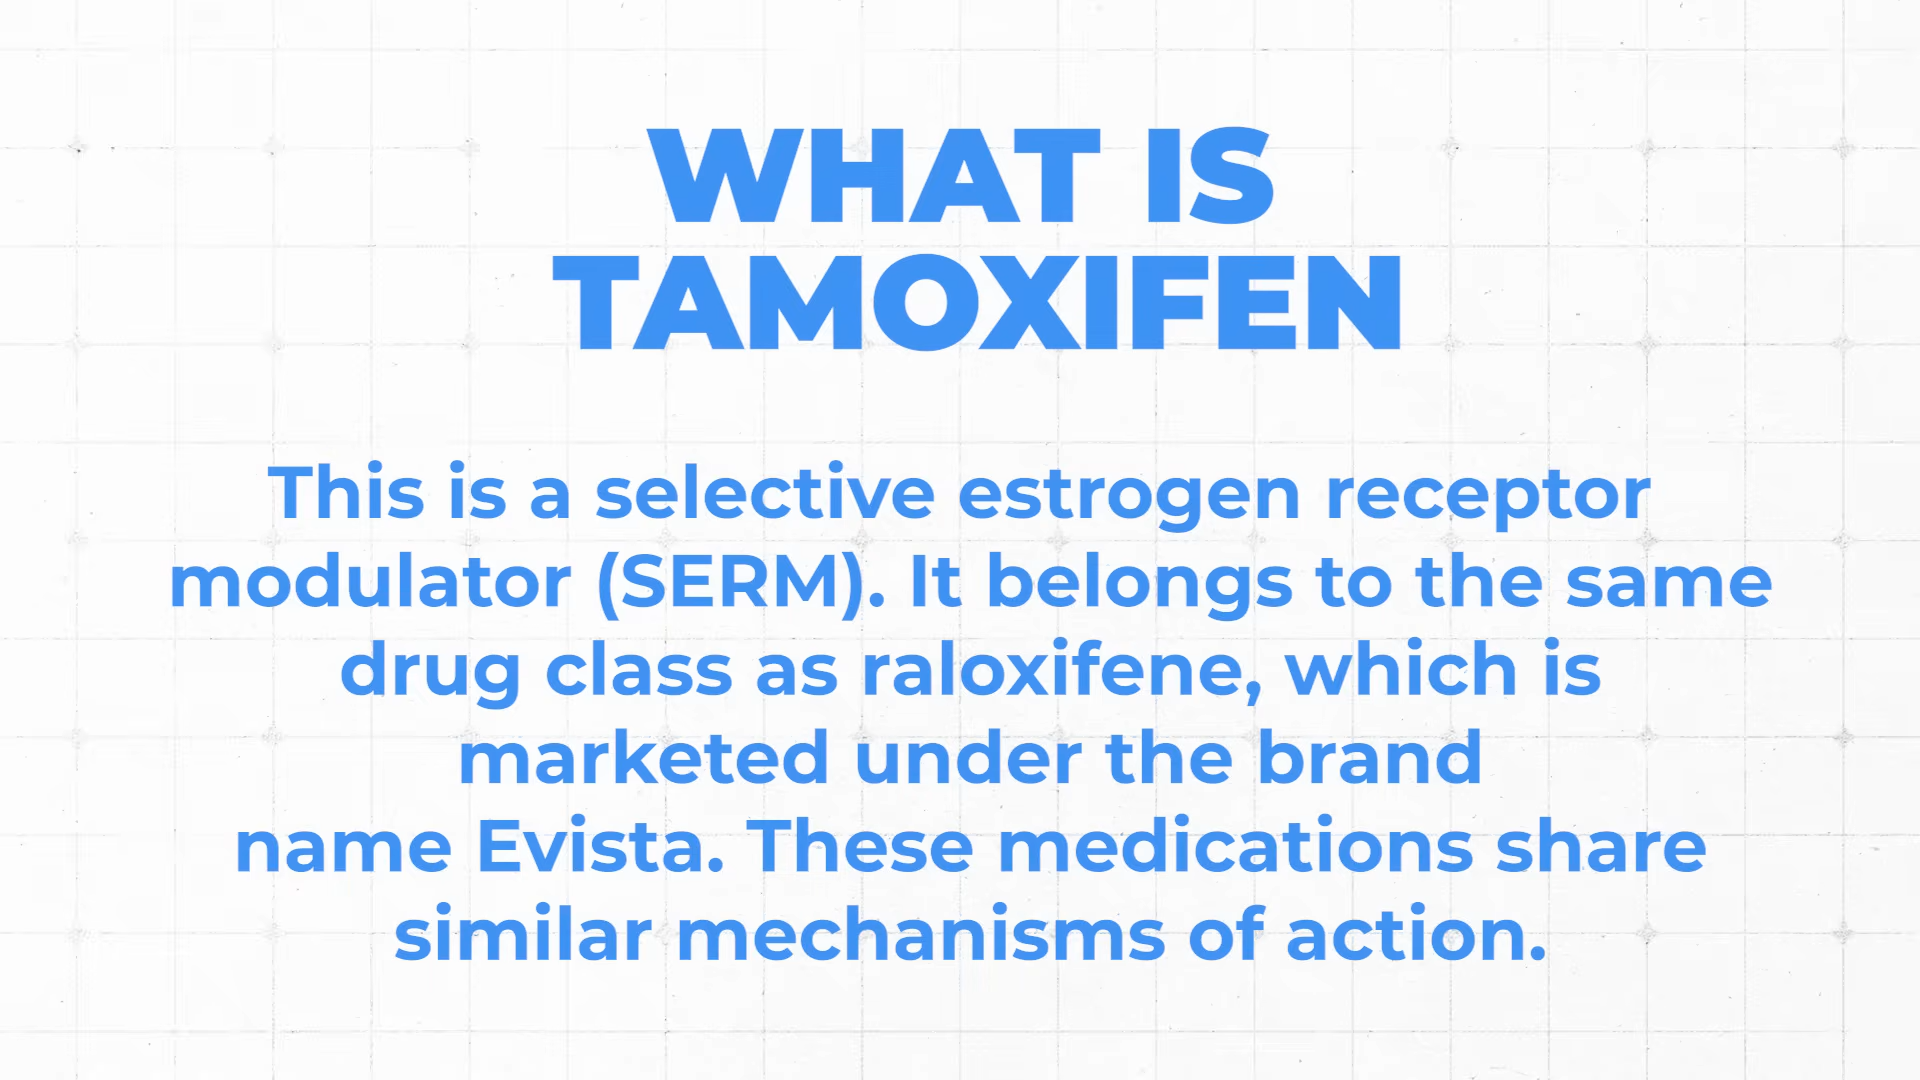 WHAT IS
TAMOXIFEN
This is a selective estrogen receptor
modulator (SERM). It belongs to the same
drug class as raloxifene, which is
marketed under the brand
name Evista. These medications share
similar mechanisms of action.